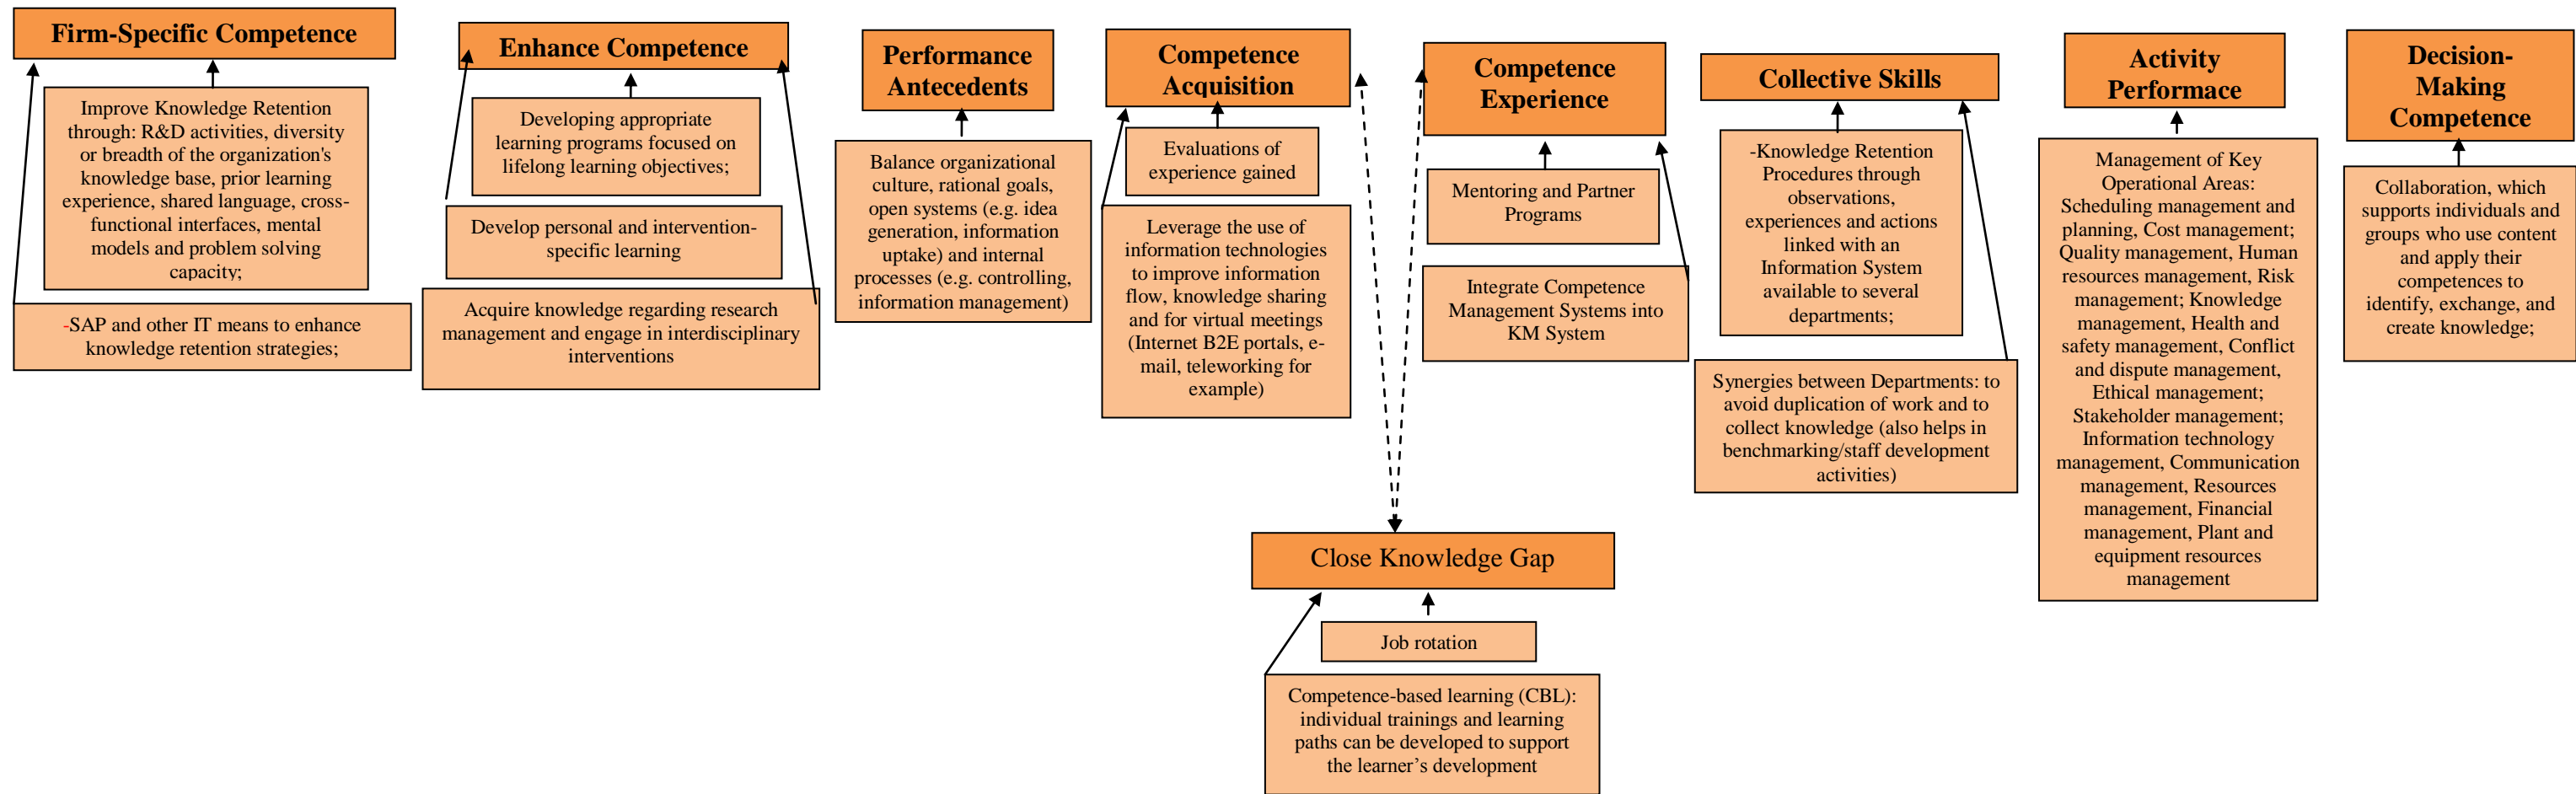 Firm-Specific Competence
Improve Knowledge Retention
through: R&D activities, diversity
or breadth of the organization's
knowledge base, prior learning
experience, shared language, cross-
functional interfaces, mental
models and problem solving
capacity;
-SAP and other IT means to enhance
knowledge retention strategies;
Enhance Competence
Developing appropriate
learning programs focused on
lifelong learning objectives;
Develop personal and intervention-
specific learning
Acquire knowledge regarding research
management and engage in interdisciplinary
interventions
Performance
Antecedents
Balance organizational
culture, rational goals,
open systems (e.g. idea
generation, information
uptake) and internal
processes (e.g. controlling,
information management)
Competence
Acquisition
Evaluations of
experience gained
Leverage the use of
information technologies
to improve information
flow, knowledge sharing
and for virtual meetings
(Internet B2E portals, e-
mail, teleworking for
example)
Competence
Experience
Mentoring and Partner
Programs
Integrate Competence
Management Systems into
KM System
Collective Skills
-Knowledge Retention
Procedures through
observations,
experiences and actions
linked with an
Information System
available to several
departments;
Synergies between Departments: to
avoid duplication of work and to
collect knowledge (also helps in
benchmarking/staff development
activities)
Activity
Performace
Management of Key
Operational Areas:
Scheduling management and
planning, Cost management;
Quality management, Human
resources management, Risk
management; Knowledge
management, Health and
safety management, Conflict
and dispute management,
Ethical management;
Stakeholder management;
Information technology
management, Communication
management, Resources
management, Financial
management, Plant and
equipment resources
management
Decision-
Making
Competence
Collaboration, which
supports individuals and
groups who use content
and apply their
competences to
identify, exchange, and
create knowledge;
Close Knowledge Gap
Job rotation
Competence-based learning (CBL):
individual trainings and learning
paths can be developed to support
the learner’s development